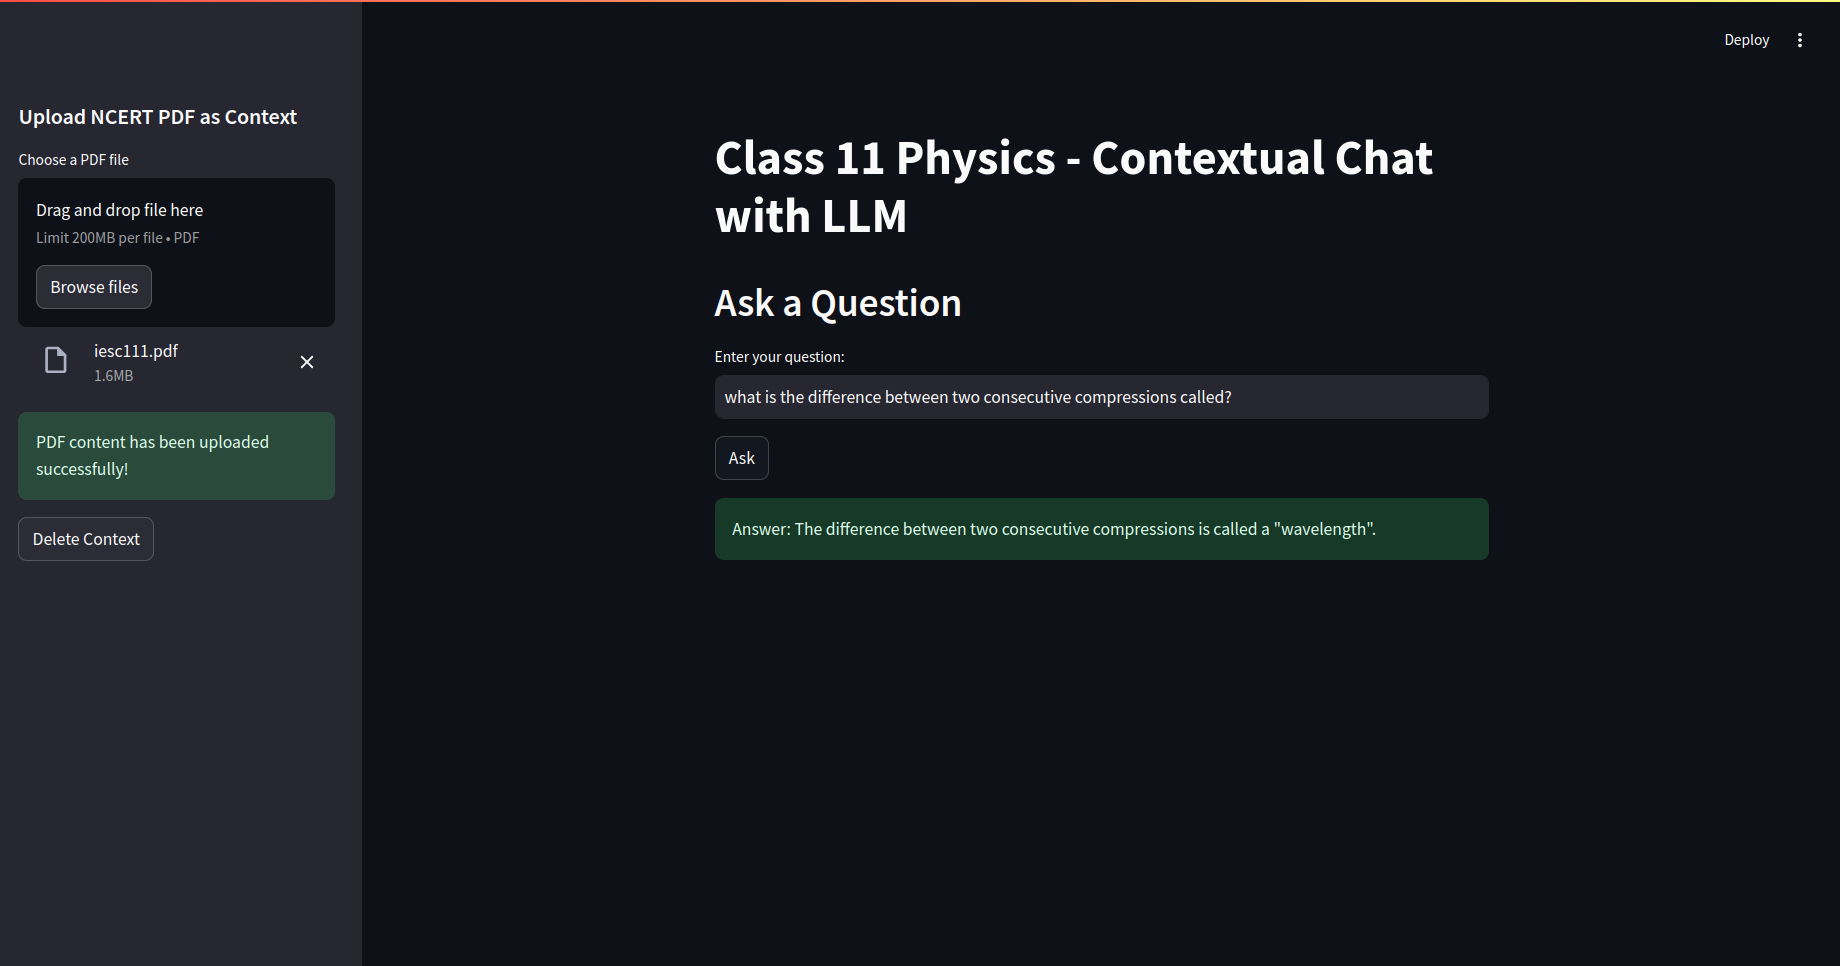 Deploy
Upload NCERT PDF as Context
Choose a PDF file
Drag and drop file here
Limit 200MB per file • PDF
Browse files
iesc111.pdf
1.6MB
PDF content has been uploaded
successfully!
Delete Context
Class 11 Physics - Contextual Chat
with LLM
Ask a Question
Enter your question:
what is the difference between two consecutive compressions called?
Ask
Answer: The difference between two consecutive compressions is called a "wavelength".